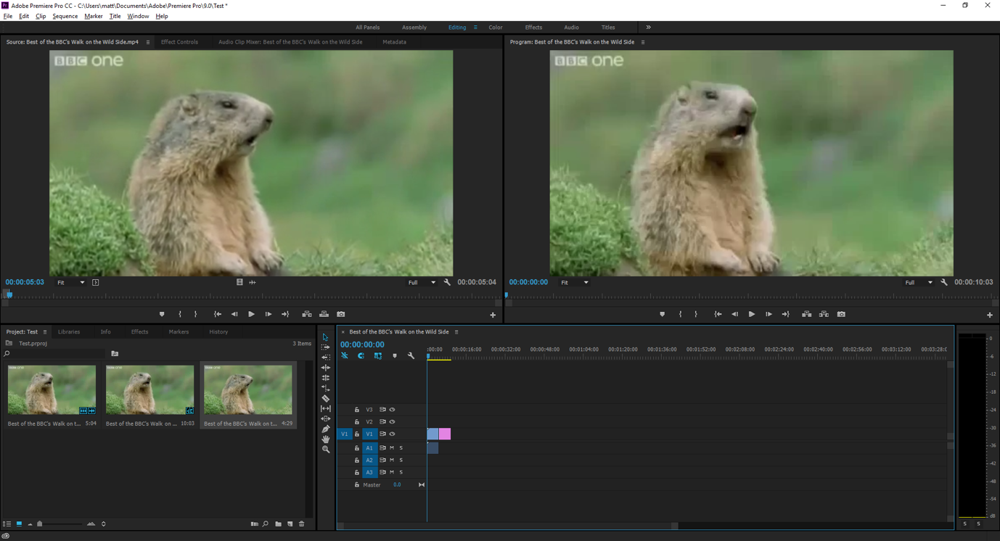 Adobe Premiere Pro CC - C:\Users\matt\Documents\Adobe\Premiere Pro\9.0\Test *
File Edit Clip Sequence Marker Title Window Help
All Panels Assembly Editing Color Effects Audio Titles
Source: Best of the BBC's Walk on the Wild Side.mp4 Effect Controls Audio Clip Mixer: Best of the BBC's Walk on the Wild Side Metadata
Program: Best of the BBC's Walk on the Wild Side
BBC one
BBC one
00:00:05:03 Fit Full 00:00:05:04
00:00:00:00 Fit Full 00:00:10:03
Project: Test Libraries Info Effects Markers History
Test.prproj 3 Items
Best of the BBC's Walk on t... 5:04
Best of the BBC's Walk on ... 10:03
Best of the BBC's Walk on t... 4:29
× Best of the BBC's Walk on the Wild Side
00:00:00:00
:00:00 00:00:16:00 00:00:32:00 00:00:48:00 00:01:04:00 00:01:20:00 00:01:36:00 00:01:52:00 00:02:08:00 00:02:24:00 00:02:40:00 00:02:56:00 00:03:12:00 00:03:28:0
V3
V2
V1 V1
A1 M S
A2 M S
A3 M S
Master 0.0
0
-6
-12
-18
-24
-30
-36
-42
-48
-54
dB
S S